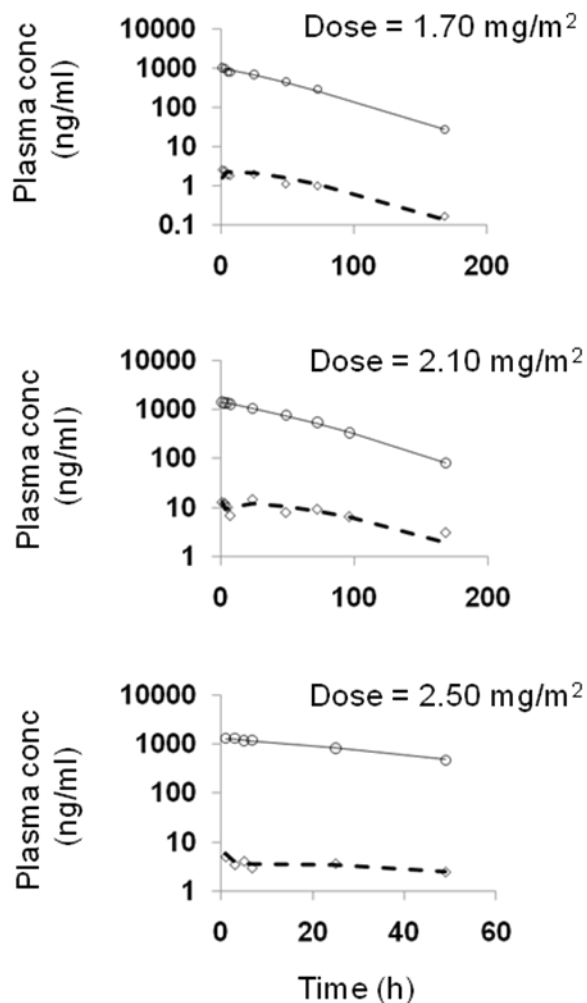 Dose = 1.70 mg/m²
Plasma conc
(ng/ml)
10000
1000
100
10
1
0.1
0
100
200
Dose = 2.10 mg/m²
Plasma conc
(ng/ml)
10000
1000
100
10
1
0
100
200
Dose = 2.50 mg/m²
Plasma conc
(ng/ml)
10000
1000
100
10
1
0
20
40
60
Time (h)